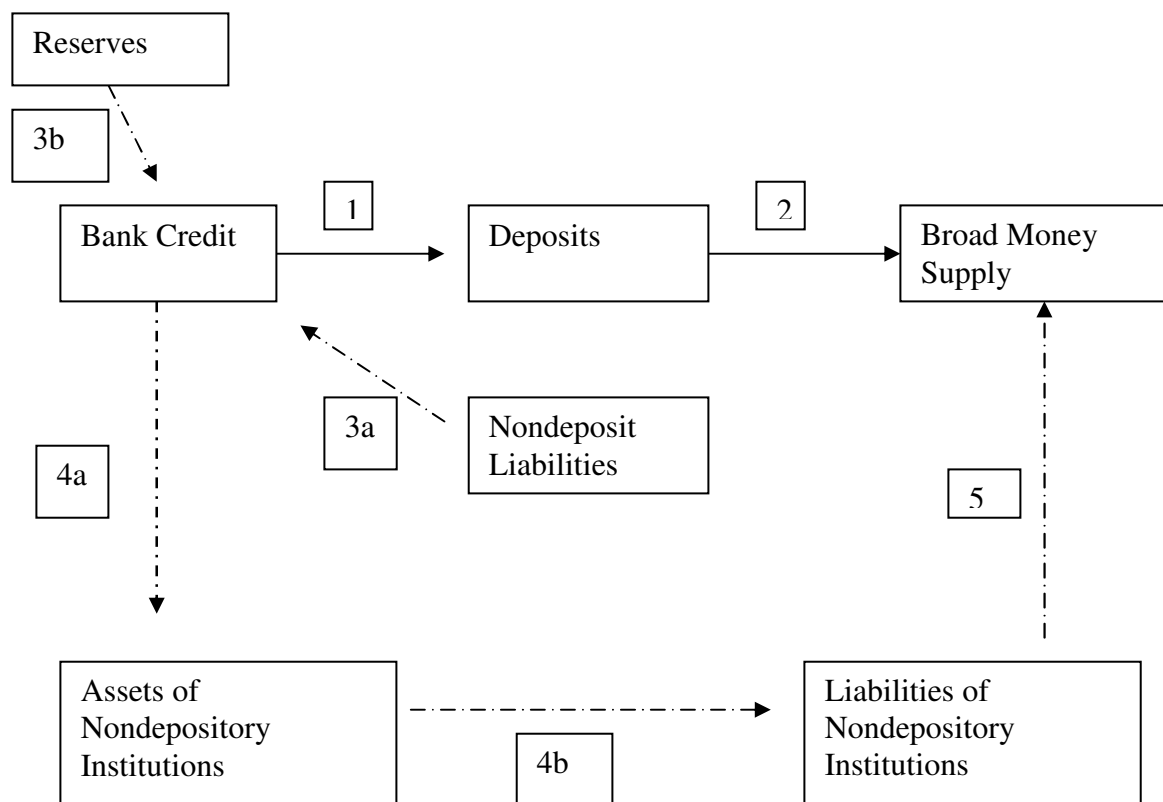 Reserves
3b
1
2
Bank Credit
Deposits
Broad Money
Supply
3a
Nondeposit
Liabilities
4a
5
Assets of
Nondepository
Institutions
4b
Liabilities of
Nondepository
Institutions